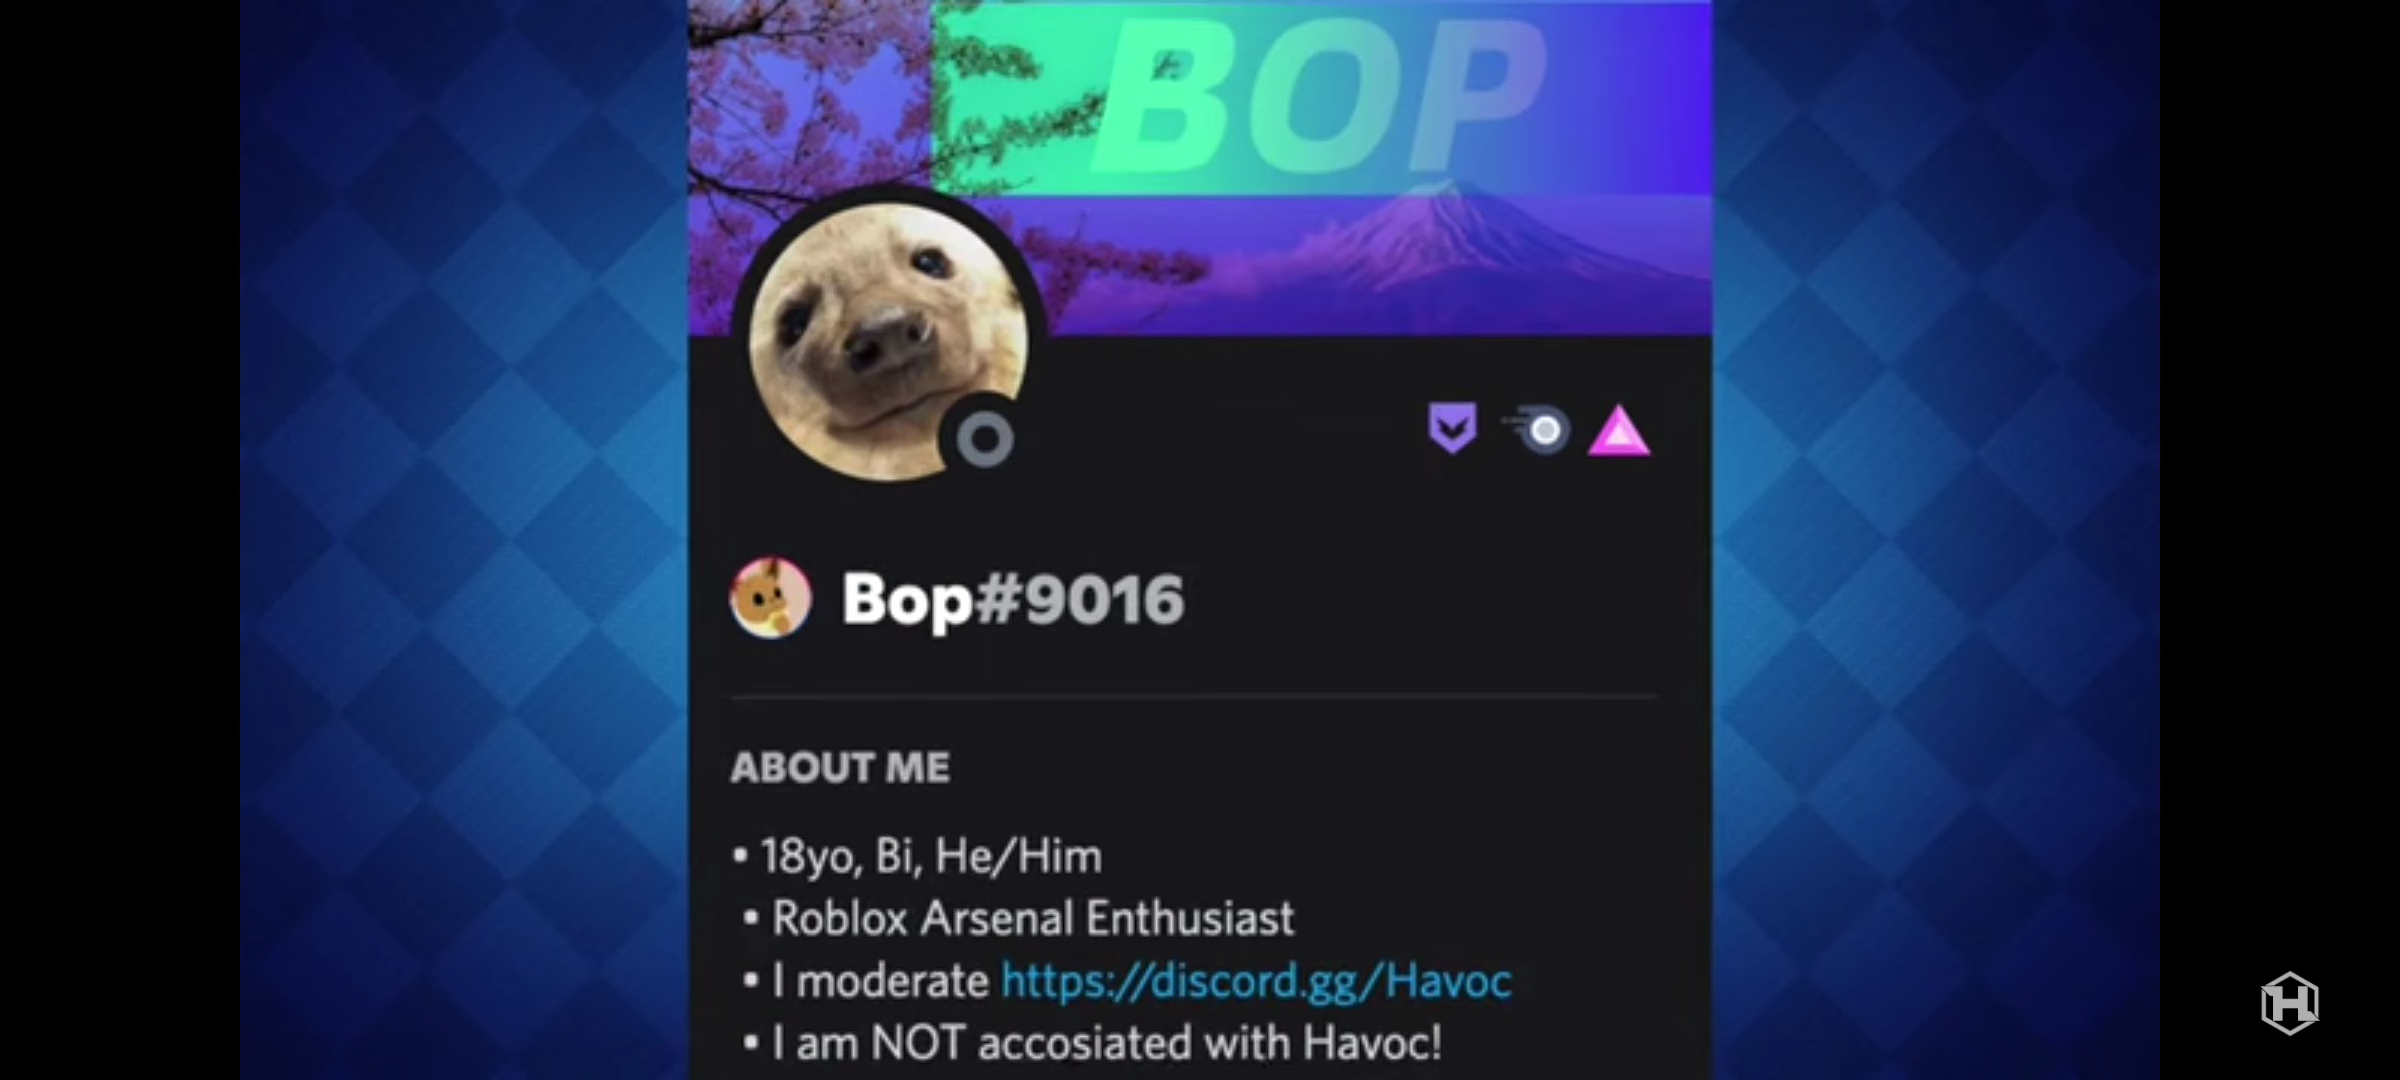 BOP
Bop#9016
ABOUT ME
• 18yo, Bi, He/Him
• Roblox Arsenal Enthusiast
• I moderate https://discord.gg/Havoc
• I am NOT accosiated with Havoc!
H